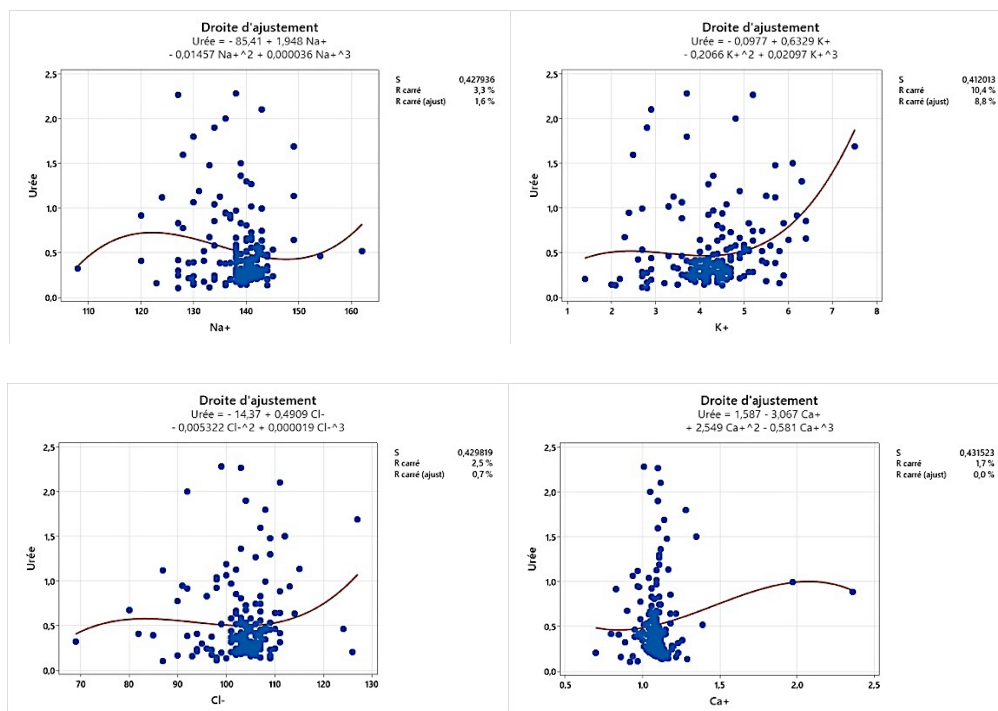 Droite d'ajustement
Urée = - 85,41 + 1,948 Na+
- 0,01457 Na+^2 + 0,000036 Na+^3
2,5
2,0
1,5
1,0
0,5
0,0
Urée
110 120 130 140 150 160
Na+
S 0,427936
R carré 3,3 %
R carré (ajust) 1,6 %
Droite d'ajustement
Urée = - 0,0977 + 0,6329 K+
- 0,2066 K+^2 + 0,02097 K+^3
2,5
2,0
1,5
1,0
0,5
0,0
Urée
1 2 3 4 5 6 7 8
K+
S 0,412013
R carré 10,4 %
R carré (ajust) 8,8 %
Droite d'ajustement
Urée = - 14,37 + 0,4909 Cl-
- 0,005322 Cl-^2 + 0,000019 Cl-^3
2,5
2,0
1,5
1,0
0,5
0,0
Urée
70 80 90 100 110 120 130
Cl-
S 0,429819
R carré 2,5 %
R carré (ajust) 0,7 %
Droite d'ajustement
Urée = 1,587 - 3,067 Ca+
+ 2,549 Ca+^2 - 0,581 Ca+^3
2,5
2,0
1,5
1,0
0,5
0,0
Urée
0.5 1.0 1.5 2.0 2.5
Ca+
S 0,431523
R carré 1,7 %
R carré (ajust) 0,0 %